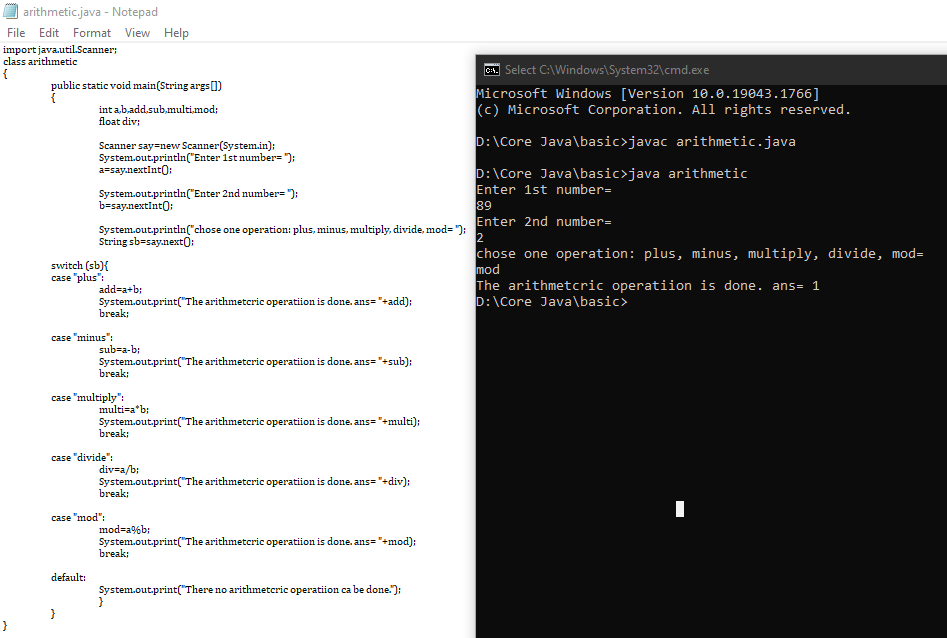 arithmetic.java - Notepad
File Edit Format View Help
import java.util.Scanner;
class arithmetic
{
public static void main(String args[])
{
int a,b,add,sub,multi,mod;
float div;
Scanner say=new Scanner(System.in);
System.out.println("Enter 1st number= ");
a=say.nextInt();
System.out.println("Enter 2nd number= ");
b=say.nextInt();
System.out.println("chose one operation: plus, minus, multiply, divide, mod= ");
String sb=say.next();
switch (sb){
case "plus":
add=a+b;
System.out.print("The arithmetcric operatiion is done. ans= "+add);
break;
case "minus":
sub=a-b;
System.out.print("The arithmetcric operatiion is done. ans= "+sub);
break;
case "multiply":
multi=a*b;
System.out.print("The arithmetcric operatiion is done. ans= "+multi);
break;
case "divide":
div=a/b;
System.out.print("The arithmetcric operatiion is done. ans= "+div);
break;
case "mod":
mod=a%b;
System.out.print("The arithmetcric operatiion is done. ans= "+mod);
break;
default:
System.out.print("There no arithmetcric operatiion ca be done.");
}
}
}
Select C:\Windows\System32\cmd.exe
Microsoft Windows [Version 10.0.19043.1766]
(c) Microsoft Corporation. All rights reserved.
D:\Core Java\basic>javac arithmetic.java
D:\Core Java\basic>java arithmetic
Enter 1st number=
89
Enter 2nd number=
2
chose one operation: plus, minus, multiply, divide, mod=
mod
The arithmetcric operatiion is done. ans= 1
D:\Core Java\basic>